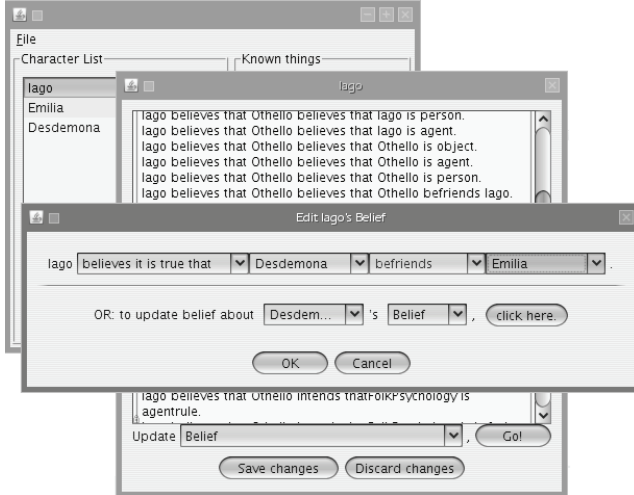 File
Character List
Known things
Iago
Emilia
Desdemona
Iago
Iago believes that Othello believes that Iago is person.
Iago believes that Othello believes that Iago is agent.
Iago believes that Othello believes that Othello is object.
Iago believes that Othello believes that Othello is agent.
Iago believes that Othello believes that Othello is person.
Iago believes that Othello believes that Othello befriends Iago.
Edit Iago's Belief
Iago believes it is true that Desdemona befriends Emilia .
OR: to update belief about Desdem... 's Belief , click here.
OK Cancel
Iago believes that Othello intends thatFolkPsychology is
agentrule.
Update Belief , Go!
Save changes Discard changes